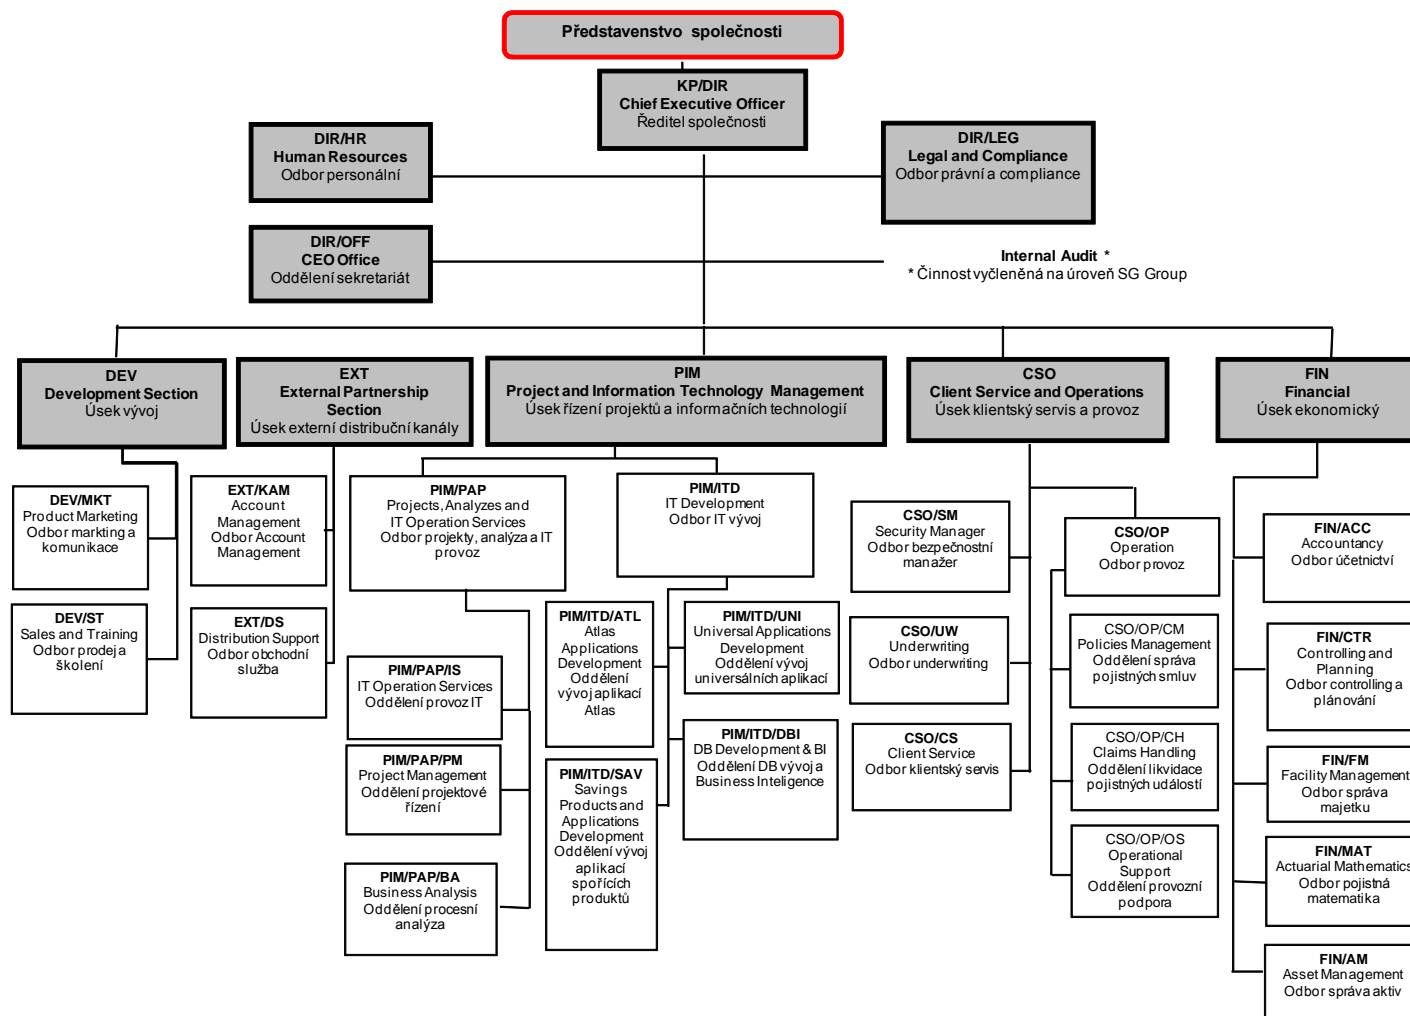 Představenstvo společnosti
KP/DIR
Chief Executive Officer
Ředitel společnosti
DIR/HR
Human Resources
Odbor personální
DIR/LEG
Legal and Compliance
Odbor právní a compliance
DIR/OFF
CEO Office
Oddělení sekretariát
Internal Audit *
* Činnost vyčleněná na úroveň SG Group
DEV
Development Section
Úsek vývoj
EXT
External Partnership
Section
Úsek externí distribuční kanály
PIM
Project and Information Technology Management
Úsek řízení projektů a informačních technologií
CSO
Client Service and Operations
Úsek klientský servis a provoz
FIN
Financial
Úsek ekonomický
DEV/MKT
Product Marketing
Odbor markting a
komunikace
DEV/ST
Sales and Training
Odbor prodej a
školení
EXT/KAM
Account
Management
Odbor Account
Management
EXT/DS
Distribution Support
Odbor obchodní
služba
PIM/PAP
Projects, Analyzes and
IT Operation Services
Odbor projekty, analýza a IT
provoz
PIM/PAP/IS
IT Operation Services
Oddělení provoz IT
PIM/PAP/PM
Project Management
Oddělení projektové
řízení
PIM/PAP/BA
Business Analysis
Oddělení procesní
analýza
PIM/ITD
IT Development
Odbor IT vývoj
PIM/ITD/ATL
Atlas
Applications
Development
Oddělení
vývoj aplikací
Atlas
PIM/ITD/SAV
Savings
Products and
Applications
Development
Oddělení vývoj
aplikací
spořících
produktů
PIM/ITD/UNI
Universal Applications
Development
Oddělení vývoj
universálních aplikací
PIM/ITD/DBI
DB Development & BI
Oddělení DB vývoj a
Business Inteligence
CSO/SM
Security Manager
Odbor bezpečnostní
manažer
CSO/UW
Underwriting
Odbor underwriting
CSO/CS
Client Service
Odbor klientský servis
CSO/OP
Operation
Odbor provoz
CSO/OP/CM
Policies Management
Oddělení správa
pojistných smluv
CSO/OP/CH
Claims Handling
Oddělení likvidace
pojistných událostí
CSO/OP/OS
Operational
Support
Oddělení provozní
podpora
FIN/ACC
Accountancy
Odbor účetnictví
FIN/CTR
Controlling and
Planning
Odbor controlling a
plánování
FIN/FM
Facility Management
Odbor správa
majetku
FIN/MAT
Actuarial Mathematics
Odbor pojistná
matematika
FIN/AM
Asset Management
Odbor správa aktiv